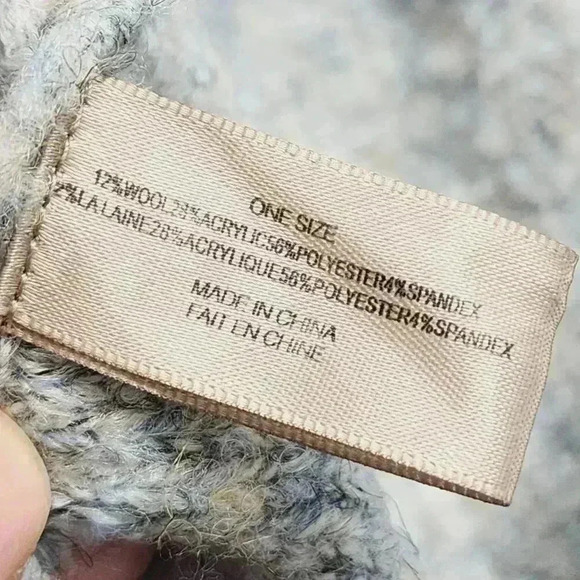 ONE SIZE
12%WOOL28%ACRYLIC56%POLYESTER4%SPANDEX
2%LA LAINE28%ACRYLIQUE56%POLYESTER4%SPANDEX
MADE IN CHINA
FAIT EN CHINE